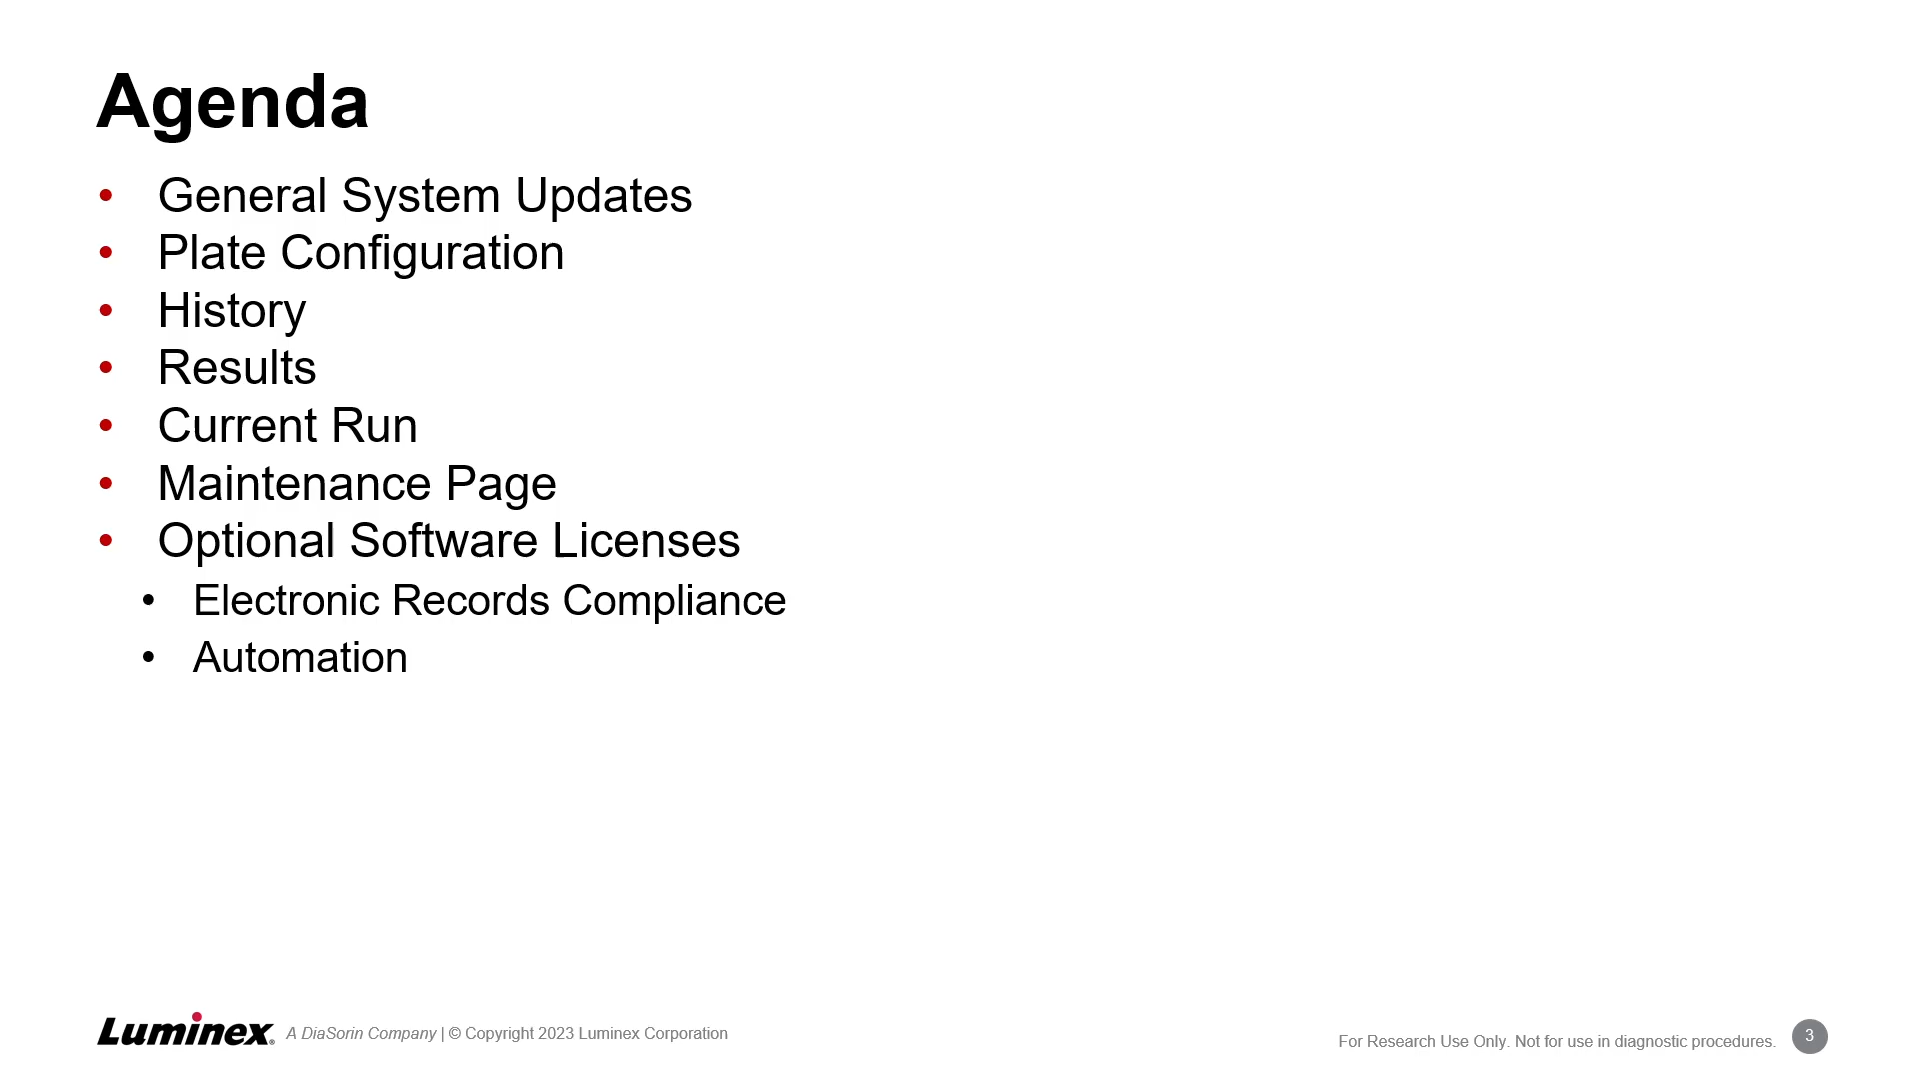 Agenda
• General System Updates
• Plate Configuration
• History
• Results
• Current Run
• Maintenance Page
• Optional Software Licenses
• Electronic Records Compliance
• Automation
Luminex® A DiaSorin Company | © Copyright 2023 Luminex Corporation
For Research Use Only. Not for use in diagnostic procedures. 3